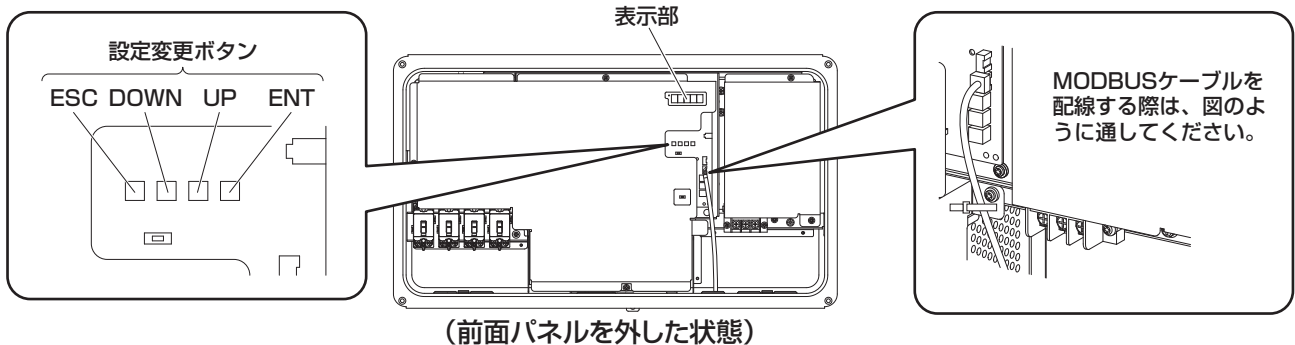 表示部
設定変更ボタン
ESC DOWN UP ENT
MODBUSケーブルを
配線する際は、図のよ
うに通してください。
(前面パネルを外した状態)